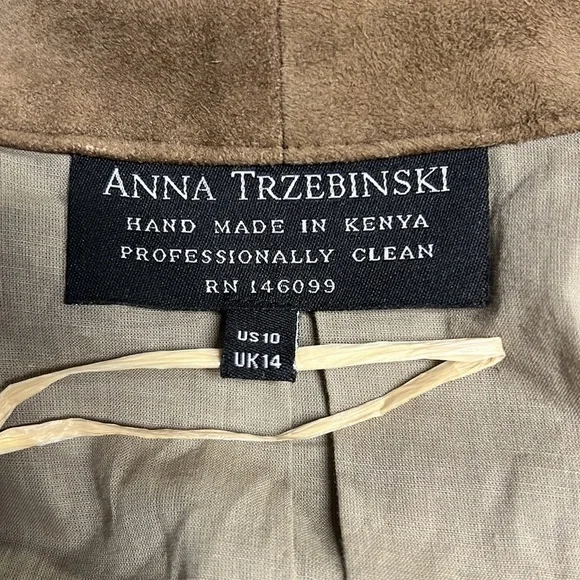 ANNA TRZEBINSKI
HAND MADE IN KENYA
PROFESSIONALLY CLEAN
RN 146099
US10
UK14